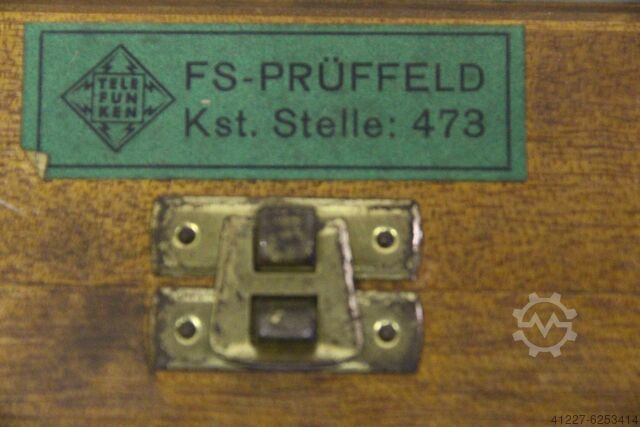 TELE
FUN
KEN
FS-PRÜFFELD
Kst. Stelle: 473
41227-6253414